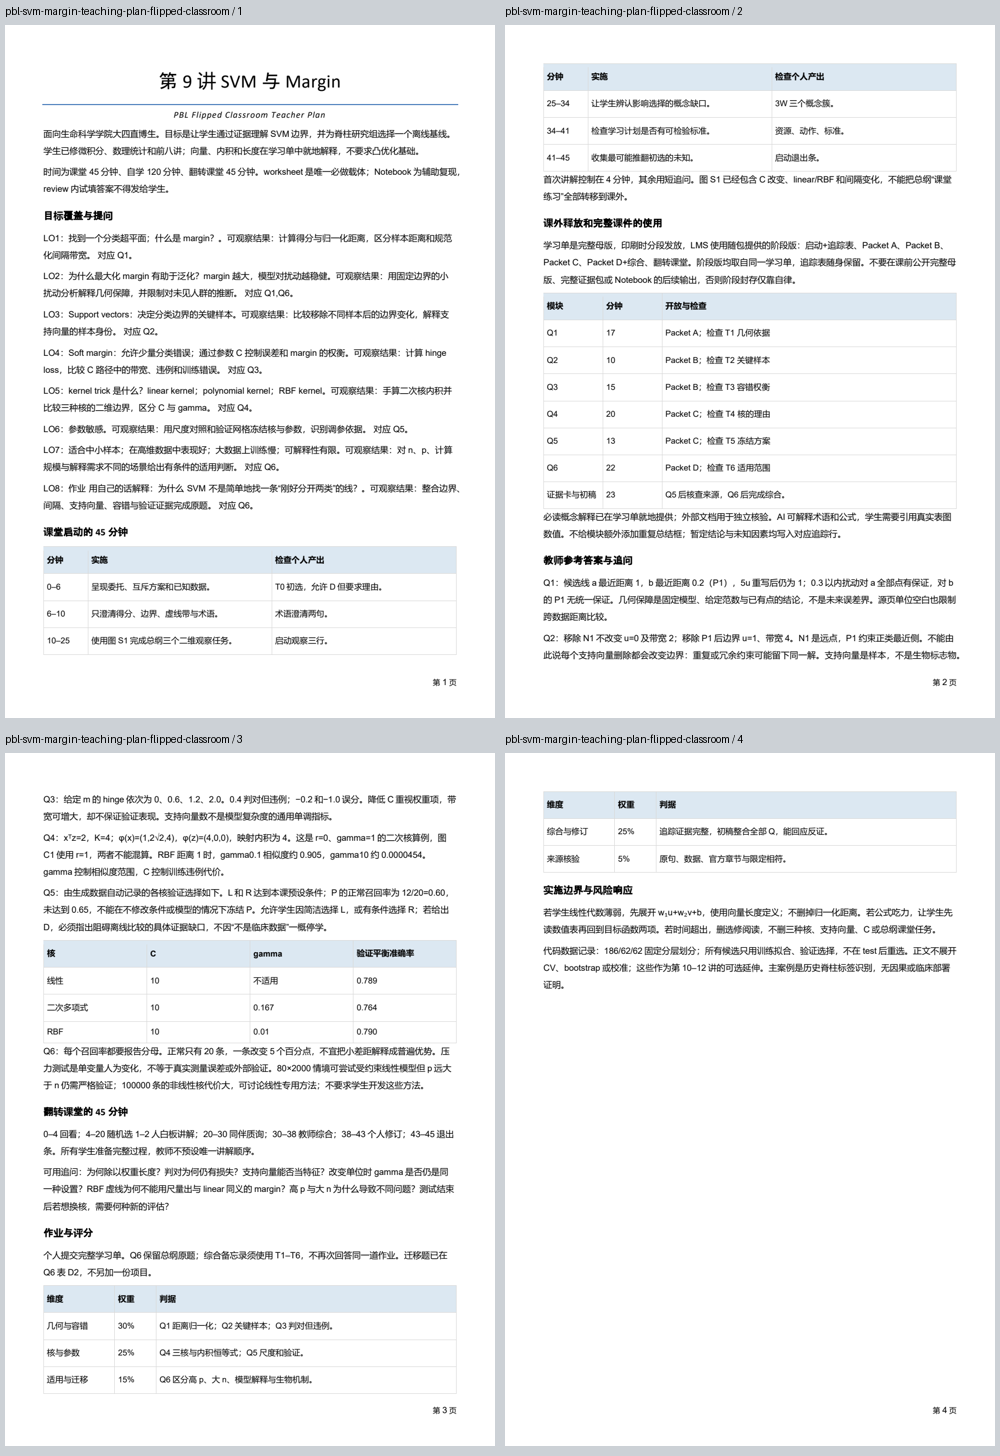 pbl-svm-margin-teaching-plan-flipped-classroom / 1
第 9 讲 SVM 与 Margin
PBL Flipped Classroom Teacher Plan
面向生命科学学院大四直博生。目标是让学生通过证据理解 SVM 边界，并为脊柱研究组选择一个离线基线。
学生已修微积分、数理统计和前八讲；向量、内积和长度在学习单中就地解释，不要求凸优化基础。
时间为课堂 45 分钟、自学 120 分钟、翻转课堂 45 分钟。worksheet 是唯一必做载体；Notebook 为辅助复现，
review 内试填答案不得发给学生。
目标覆盖与提问
LO1：找到一个分类超平面；什么是 margin？。可观察结果：计算得分与归一化距离，区分样本距离和规范
化间隔带宽。 对应 Q1。
LO2：为什么最大化 margin 有助于泛化？margin 越大，模型对扰动越稳健。可观察结果：用固定边界的小
扰动分析解释几何保障，并限制对未见人群的推断。 对应 Q1,Q6。
LO3：Support vectors：决定分类边界的关键样本。可观察结果：比较移除不同样本后的边界变化，解释支
持向量的样本身份。 对应 Q2。
LO4：Soft margin：允许少量分类错误；通过参数 C 控制误差和 margin 的权衡。可观察结果：计算 hinge
loss，比较 C 路径中的带宽、违例和训练错误。 对应 Q3。
LO5：kernel trick 是什么？linear kernel；polynomial kernel；RBF kernel。可观察结果：手算二次核内积并
比较三种核的二维边界，区分 C 与 gamma。 对应 Q4。
LO6：参数敏感。可观察结果：用尺度对照和验证网格冻结核与参数，识别调参依据。 对应 Q5。
LO7：适合中小样本；在高维数据中表现好；大数据上训练慢；可解释性有限。可观察结果：对 n、p、计算
规模与解释需求不同的场景给出有条件的适用判断。 对应 Q6。
LO8：作业 用自己的话解释：为什么 SVM 不是简单地找一条“刚好分开两类”的线？。可观察结果：整合边界、
间隔、支持向量、容错与验证证据完成原题。 对应 Q6。
课堂启动的 45 分钟
分钟 实施 检查个人产出
0–6 呈现委托、互斥方案和已知数据。 T0 初选，允许 D 但要求理由。
6–10 只澄清得分、边界、虚线带与术语。 术语澄清两句。
10–25 使用图 S1 完成总纲三个二维观察任务。 启动观察三行。
第 1 页
pbl-svm-margin-teaching-plan-flipped-classroom / 2
分钟 实施 检查个人产出
25–34 让学生辨认影响选择的概念缺口。 3W 三个概念簇。
34–41 检查学习计划是否有可检验标准。 资源、动作、标准。
41–45 收集最可能推翻初选的未知。 启动退出条。
首次讲解控制在 4 分钟，其余用短追问。图 S1 已经包含 C 改变、linear/RBF 和间隔变化，不能把总纲“课堂
练习”全部转移到课外。
课外释放和完整课件的使用
学习单是完整母版，印刷时分段发放，LMS 使用随包提供的阶段版：启动+追踪表、Packet A、Packet B、
Packet C、Packet D+综合、翻转课堂。阶段版均取自同一学习单，追踪表随身保留。不要在课前公开完整母
版、完整证据包或 Notebook 的后续输出，否则阶段封存仅靠自律。
模块 分钟 开放与检查
Q1 17 Packet A；检查 T1 几何依据
Q2 10 Packet B；检查 T2 关键样本
Q3 15 Packet B；检查 T3 容错权衡
Q4 20 Packet C；检查 T4 核的理由
Q5 13 Packet C；检查 T5 冻结方案
Q6 22 Packet D；检查 T6 适用范围
证据卡与初稿 23 Q5 后核查来源，Q6 后完成综合。
必读概念解释已在学习单就地提供；外部文档用于独立核验。AI 可解释术语和公式，学生需要引用真实表图
数值。不给模块额外添加重复总结框；暂定结论与未知因素均写入对应追踪行。
教师参考答案与追问
Q1：候选线 a 最近距离 1，b 最近距离 0.2（P1），5u 重写后仍为 1；0.3 以内扰动对 a 全部点有保证，对 b
的 P1 无统一保证。几何保障是固定模型、给定范数与已有点的结论，不是未来误差界。源页单位空白也限制
跨数据距离比较。
Q2：移除 N1 不改变 u=0 及带宽 2；移除 P1 后边界 u=1、带宽 4。N1 是远点，P1 约束正类最近侧。不能由
此说每个支持向量删除都会改变边界：重复或冗余约束可能留下同一解。支持向量是样本，不是生物标志物。
第 2 页
pbl-svm-margin-teaching-plan-flipped-classroom / 3
Q3：给定 m 的 hinge 依次为 0、0.6、1.2、2.0。0.4 判对但违例；−0.2 和−1.0 误分。降低 C 重视权重项，带
宽可增大，却不保证验证表现。支持向量数不是模型复杂度的通用单调指标。
Q4：xᵀz=2，K=4；φ(x)=(1,2√2,4)，φ(z)=(4,0,0)，映射内积为 4。这是 r=0、gamma=1 的二次核算例，图
C1 使用 r=1，两者不能混算。RBF 距离 1 时，gamma0.1 相似度约 0.905，gamma10 约 0.0000454。
gamma 控制相似度范围，C 控制训练违例代价。
Q5：由生成数据自动记录的各核验证选择如下。L 和 R 达到本课预设条件；P 的正常召回率为 12/20=0.60，
未达到 0.65，不能在不修改条件或模型的情况下冻结 P。允许学生因简洁选择 L，或有条件选择 R；若给出
D，必须指出阻碍离线比较的具体证据缺口，不因“不是临床数据”一概停学。
核 C gamma 验证平衡准确率
线性 10 不适用 0.789
二次多项式 10 0.167 0.764
RBF 10 0.01 0.790
Q6：每个召回率都要报告分母。正常只有 20 条，一条改变 5 个百分点，不宜把小差距解释成普遍优势。压
力测试是单变量人为变化，不等于真实测量误差或外部验证。80×2000 情境可尝试受约束线性模型但 p 远大
于 n 仍需严格验证；100000 条的非线性核代价大，可讨论线性专用方法；不要求学生开发这些方法。
翻转课堂的 45 分钟
0–4 回看；4–20 随机选 1–2 人白板讲解；20–30 同伴质询；30–38 教师综合；38–43 个人修订；43–45 退出
条。所有学生准备完整过程，教师不预设唯一讲解顺序。
可用追问：为何除以权重长度？判对为何仍有损失？支持向量能否当特征？改变单位时 gamma 是否仍是同
一种设置？RBF 虚线为何不能用尺量出与 linear 同义的 margin？高 p 与大 n 为什么导致不同问题？测试结束
后若想换核，需要何种新的评估？
作业与评分
个人提交完整学习单。Q6 保留总纲原题；综合备忘录须使用 T1–T6，不再次回答同一道作业。迁移题已在
Q6 表 D2，不另加一份项目。
维度 权重 判据
几何与容错 30% Q1 距离归一化；Q2 关键样本；Q3 判对但违例。
核与参数 25% Q4 三核与内积恒等式；Q5 尺度和验证。
适用与迁移 15% Q6 区分高 p、大 n、模型解释与生物机制。
第 3 页
pbl-svm-margin-teaching-plan-flipped-classroom / 4
维度 权重 判据
综合与修订 25% 追踪证据完整，初稿整合全部 Q，能回应反证。
来源核验 5% 原句、数据、官方章节与限定相符。
实施边界与风险响应
若学生线性代数薄弱，先展开 w₁u+w₂v+b，使用向量长度定义；不删掉归一化距离。若公式吃力，让学生先
读数值表再回到目标函数两项。若时间超出，删选修阅读，不删三种核、支持向量、C 或总纲课堂任务。
代码数据记录：186/62/62 固定分层划分；所有候选只用训练拟合、验证选择，不在 test 后重选。正文不展开
CV、bootstrap 或校准；这些作为第 10–12 讲的可选延伸。主案例是历史脊柱标签识别，无因果或临床部署
证明。
第 4 页